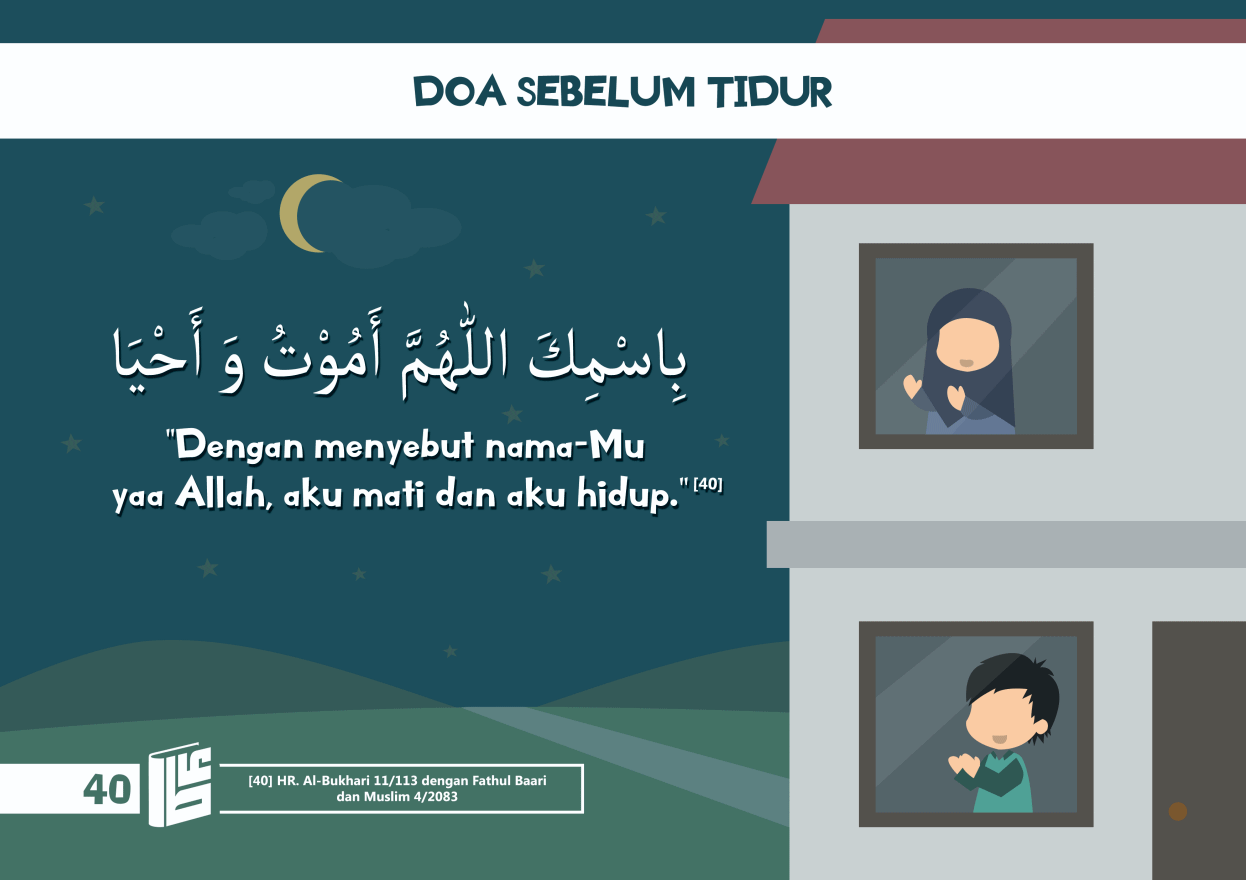 DOA SEBELUM TIDUR
بِاسْمِكَ اللّٰهُمَّ أَمُوْتُ وَ أَحْيَا
"Dengan menyebut nama-Mu
yaa Allah, aku mati dan aku hidup." [40]
40
[40] HR. Al-Bukhari 11/113 dengan Fathul Baari
dan Muslim 4/2083